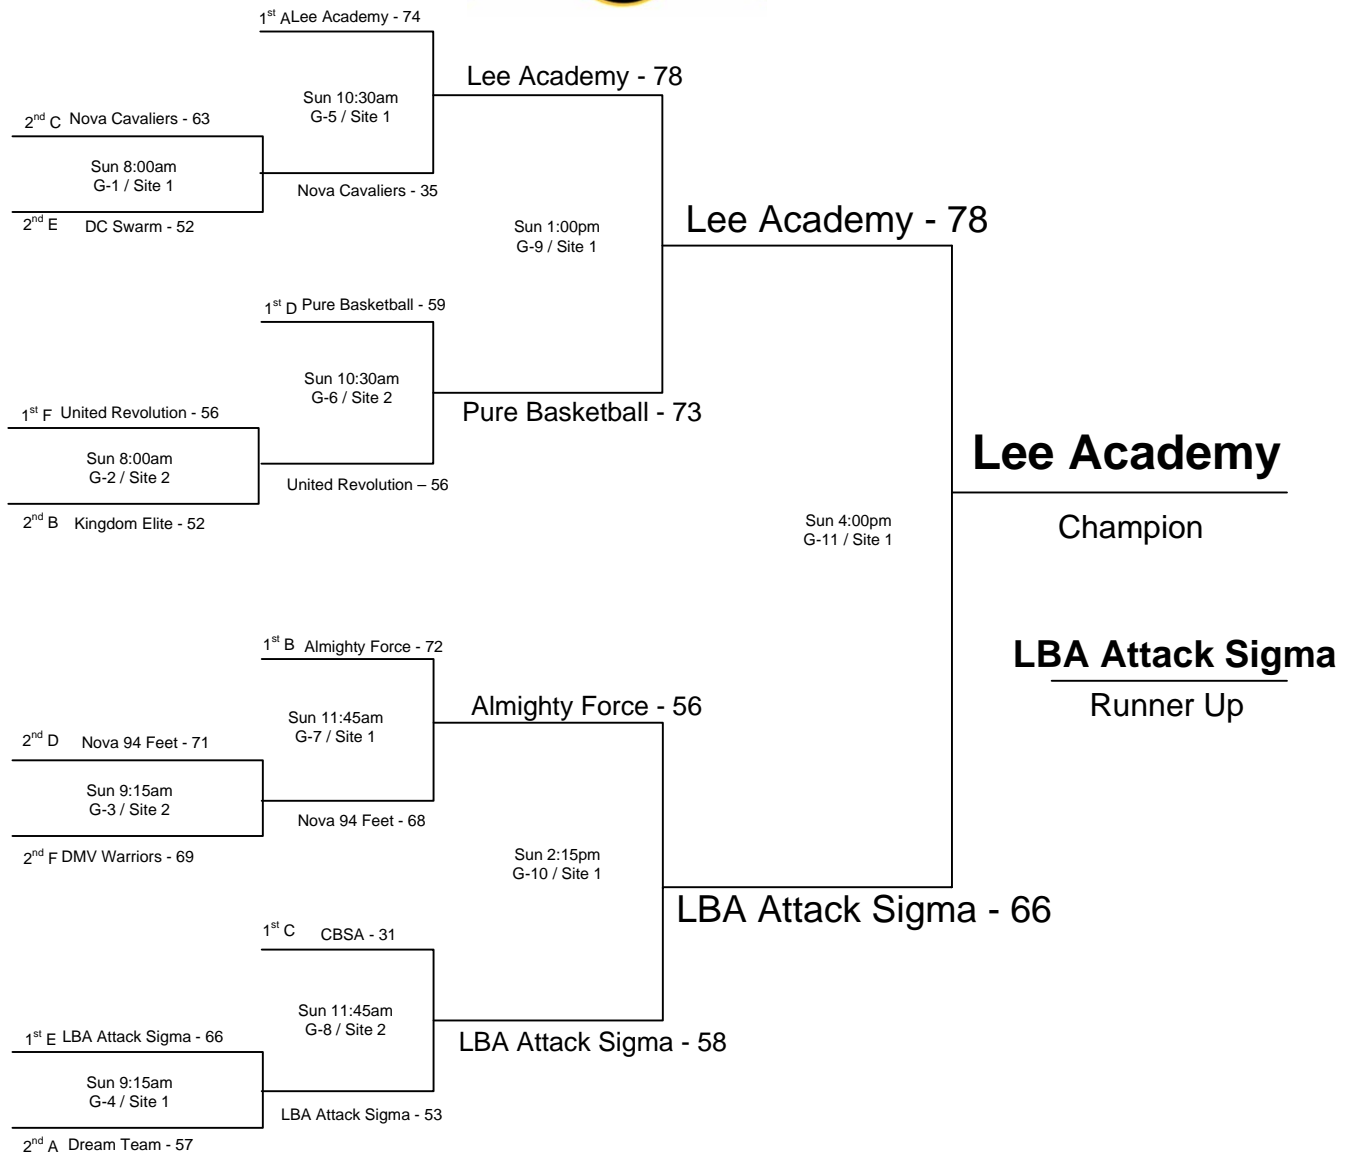 1st A Lee Academy - 74
Lee Academy - 78
Sun 10:30am
G-5 / Site 1
2nd C Nova Cavaliers - 63
Sun 8:00am
G-1 / Site 1
Nova Cavaliers - 35
2nd E DC Swarm - 52
Sun 1:00pm
G-9 / Site 1
Lee Academy - 78
1st D Pure Basketball - 59
Sun 10:30am
G-6 / Site 2
Pure Basketball - 73
1st F United Revolution - 56
Sun 8:00am
G-2 / Site 2
United Revolution – 56
2nd B Kingdom Elite - 52
Lee Academy
Champion
Sun 4:00pm
G-11 / Site 1
1st B Almighty Force - 72
LBA Attack Sigma
Runner Up
Almighty Force - 56
Sun 11:45am
G-7 / Site 1
2nd D Nova 94 Feet - 71
Sun 9:15am
G-3 / Site 2
Nova 94 Feet - 68
2nd F DMV Warriors - 69
Sun 2:15pm
G-10 / Site 1
LBA Attack Sigma - 66
1st C CBSA - 31
Sun 11:45am
G-8 / Site 2
LBA Attack Sigma - 58
1st E LBA Attack Sigma - 66
Sun 9:15am
G-4 / Site 1
LBA Attack Sigma - 53
2nd A Dream Team - 57